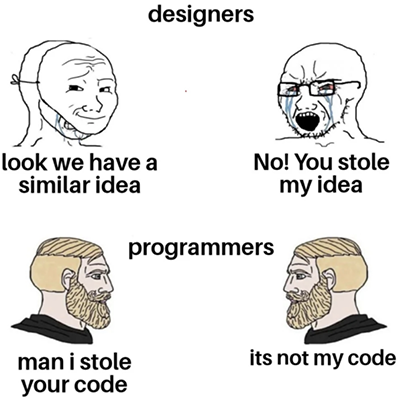 designers
look we have a
similar idea
No! You stole
my idea
programmers
man i stole
your code
its not my code